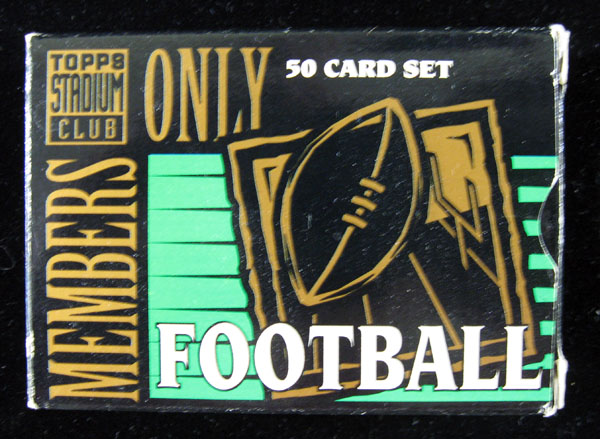 TOPPS
STADIUM
CLUB
MEMBERS
ONLY
50 CARD SET
FOOTBALL